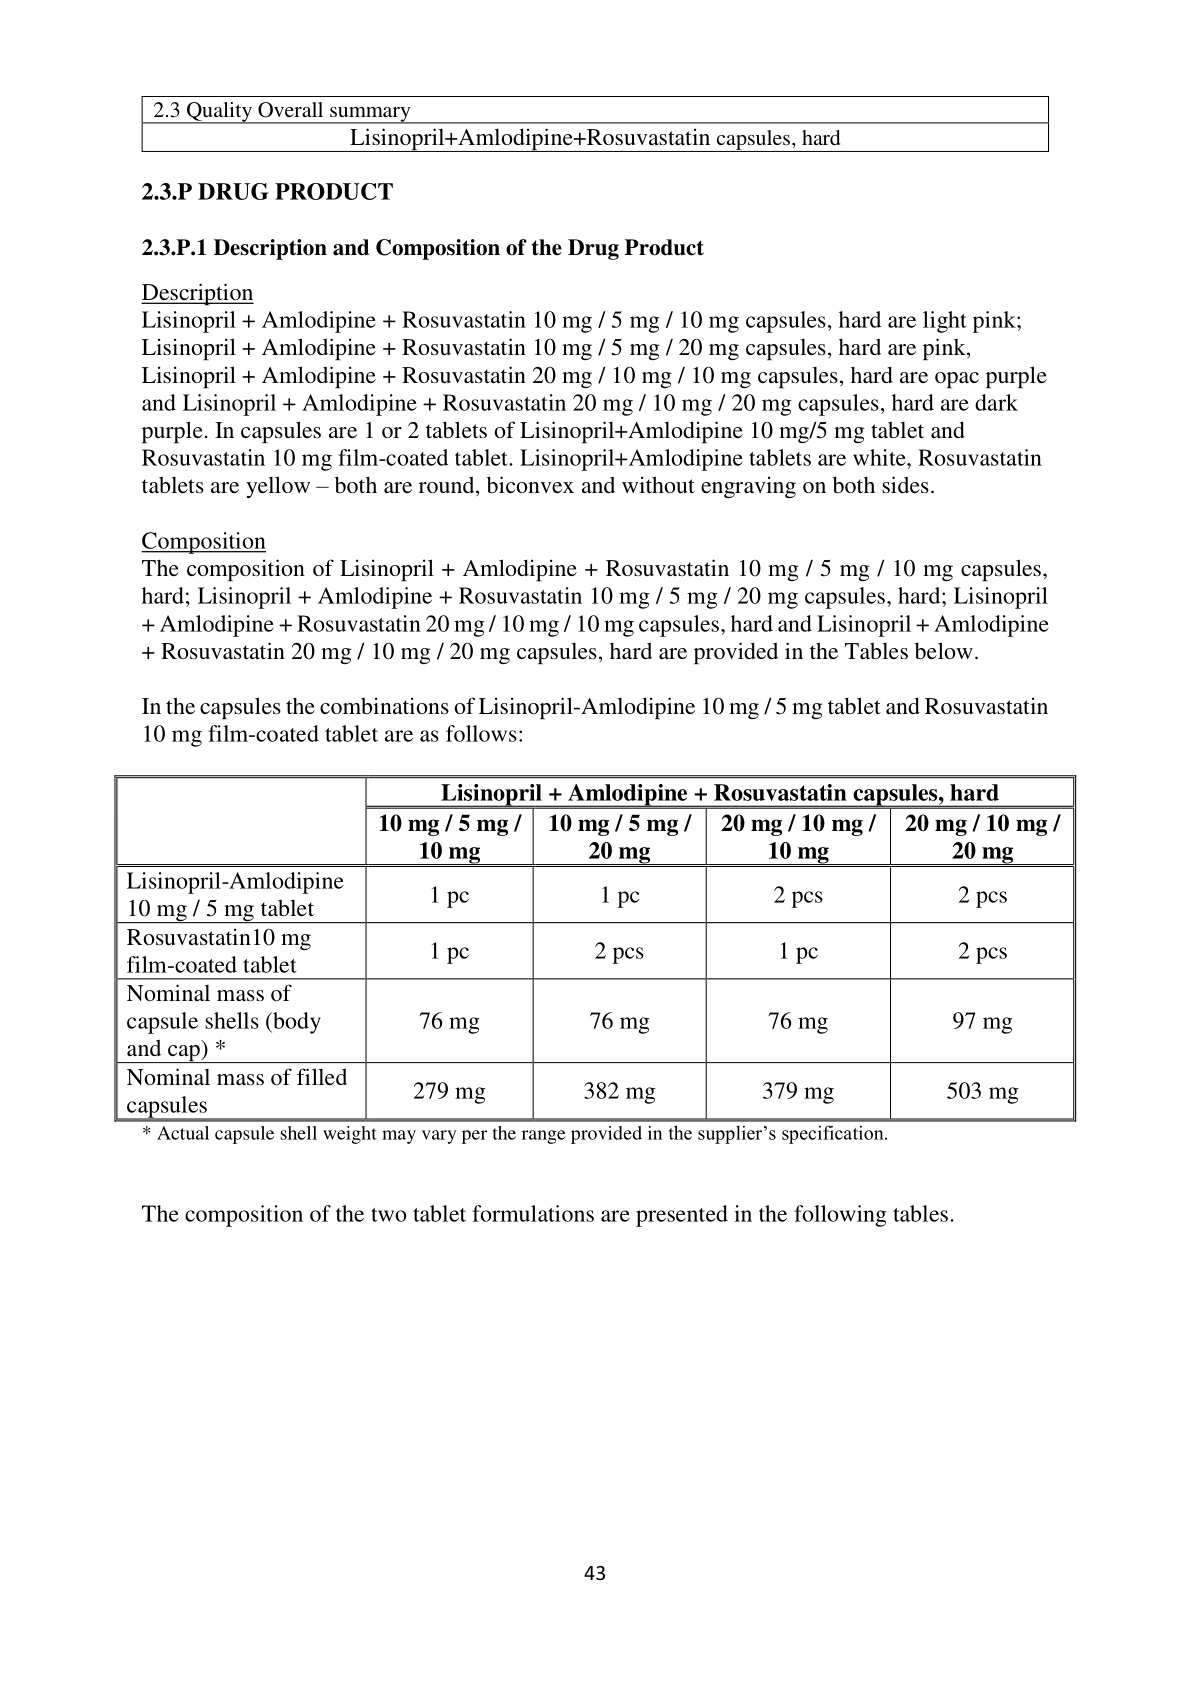 2.3 Quality Overall summary
Lisinopril+Amlodipine+Rosuvastatin capsules, hard
2.3.P DRUG PRODUCT
2.3.P.1 Description and Composition of the Drug Product
Description
Lisinopril + Amlodipine + Rosuvastatin 10 mg / 5 mg / 10 mg capsules, hard are light pink;
Lisinopril + Amlodipine + Rosuvastatin 10 mg / 5 mg / 20 mg capsules, hard are pink,
Lisinopril + Amlodipine + Rosuvastatin 20 mg / 10 mg / 10 mg capsules, hard are opac purple
and Lisinopril + Amlodipine + Rosuvastatin 20 mg / 10 mg / 20 mg capsules, hard are dark
purple. In capsules are 1 or 2 tablets of Lisinopril+Amlodipine 10 mg/5 mg tablet and
Rosuvastatin 10 mg film-coated tablet. Lisinopril+Amlodipine tablets are white, Rosuvastatin
tablets are yellow – both are round, biconvex and without engraving on both sides.
Composition
The composition of Lisinopril + Amlodipine + Rosuvastatin 10 mg / 5 mg / 10 mg capsules,
hard; Lisinopril + Amlodipine + Rosuvastatin 10 mg / 5 mg / 20 mg capsules, hard; Lisinopril
+ Amlodipine + Rosuvastatin 20 mg / 10 mg / 10 mg capsules, hard and Lisinopril + Amlodipine
+ Rosuvastatin 20 mg / 10 mg / 20 mg capsules, hard are provided in the Tables below.
In the capsules the combinations of Lisinopril-Amlodipine 10 mg / 5 mg tablet and Rosuvastatin
10 mg film-coated tablet are as follows:
Lisinopril + Amlodipine + Rosuvastatin capsules, hard
10 mg / 5 mg / 10 mg / 5 mg / 20 mg / 10 mg / 20 mg / 10 mg /
10 mg 20 mg 10 mg 20 mg
Lisinopril-Amlodipine
10 mg / 5 mg tablet 1 pc 1 pc 2 pcs 2 pcs
Rosuvastatin10 mg
film-coated tablet 1 pc 2 pcs 1 pc 2 pcs
Nominal mass of
capsule shells (body 76 mg 76 mg 76 mg 97 mg
and cap) *
Nominal mass of filled
capsules 279 mg 382 mg 379 mg 503 mg
* Actual capsule shell weight may vary per the range provided in the supplier’s specification.
The composition of the two tablet formulations are presented in the following tables.
43